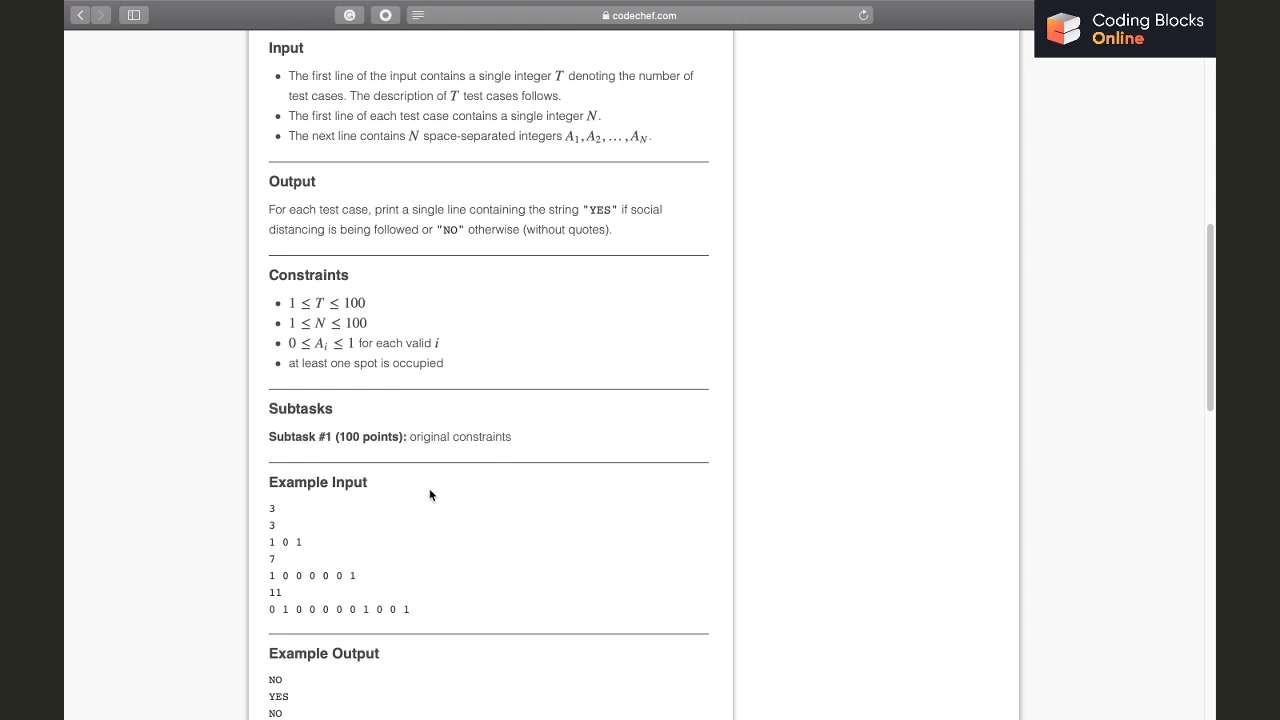 codechef.com
Coding Blocks
Online
Input
• The first line of the input contains a single integer T denoting the number of
test cases. The description of T test cases follows.
• The first line of each test case contains a single integer N.
• The next line contains N space-separated integers A₁, A₂, …, A_N.
Output
For each test case, print a single line containing the string "YES" if social
distancing is being followed or "NO" otherwise (without quotes).
Constraints
• 1 ≤ T ≤ 100
• 1 ≤ N ≤ 100
• 0 ≤ Aᵢ ≤ 1 for each valid i
• at least one spot is occupied
Subtasks
Subtask #1 (100 points): original constraints
Example Input
3
3
1 0 1
7
1 0 0 0 0 0 1
11
0 1 0 0 0 0 0 1 0 0 1
Example Output
NO
YES
NO